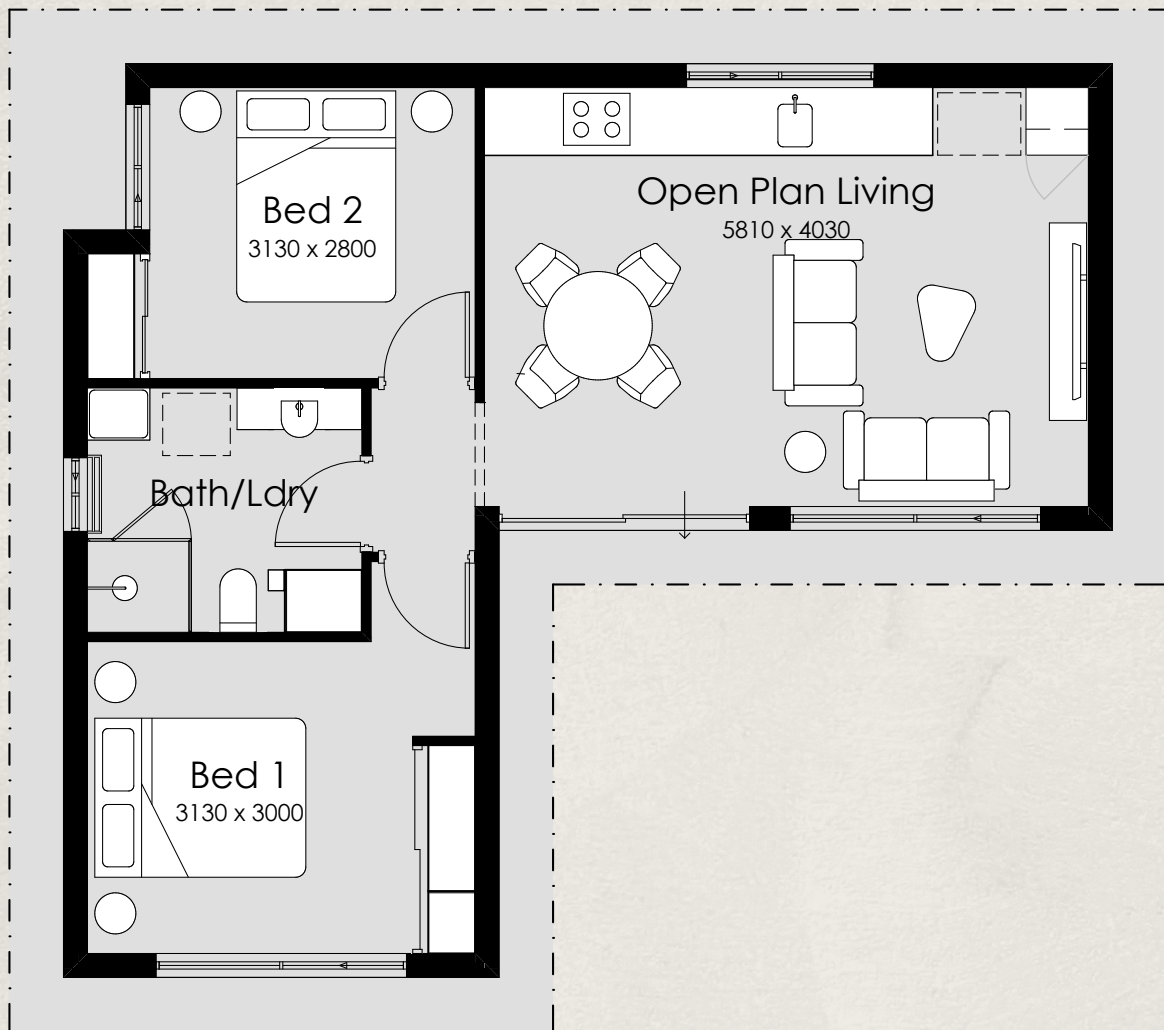 Bed 2
3130 x 2800
Open Plan Living
5810 x 4030
Bath/Ldry
Bed 1
3130 x 3000